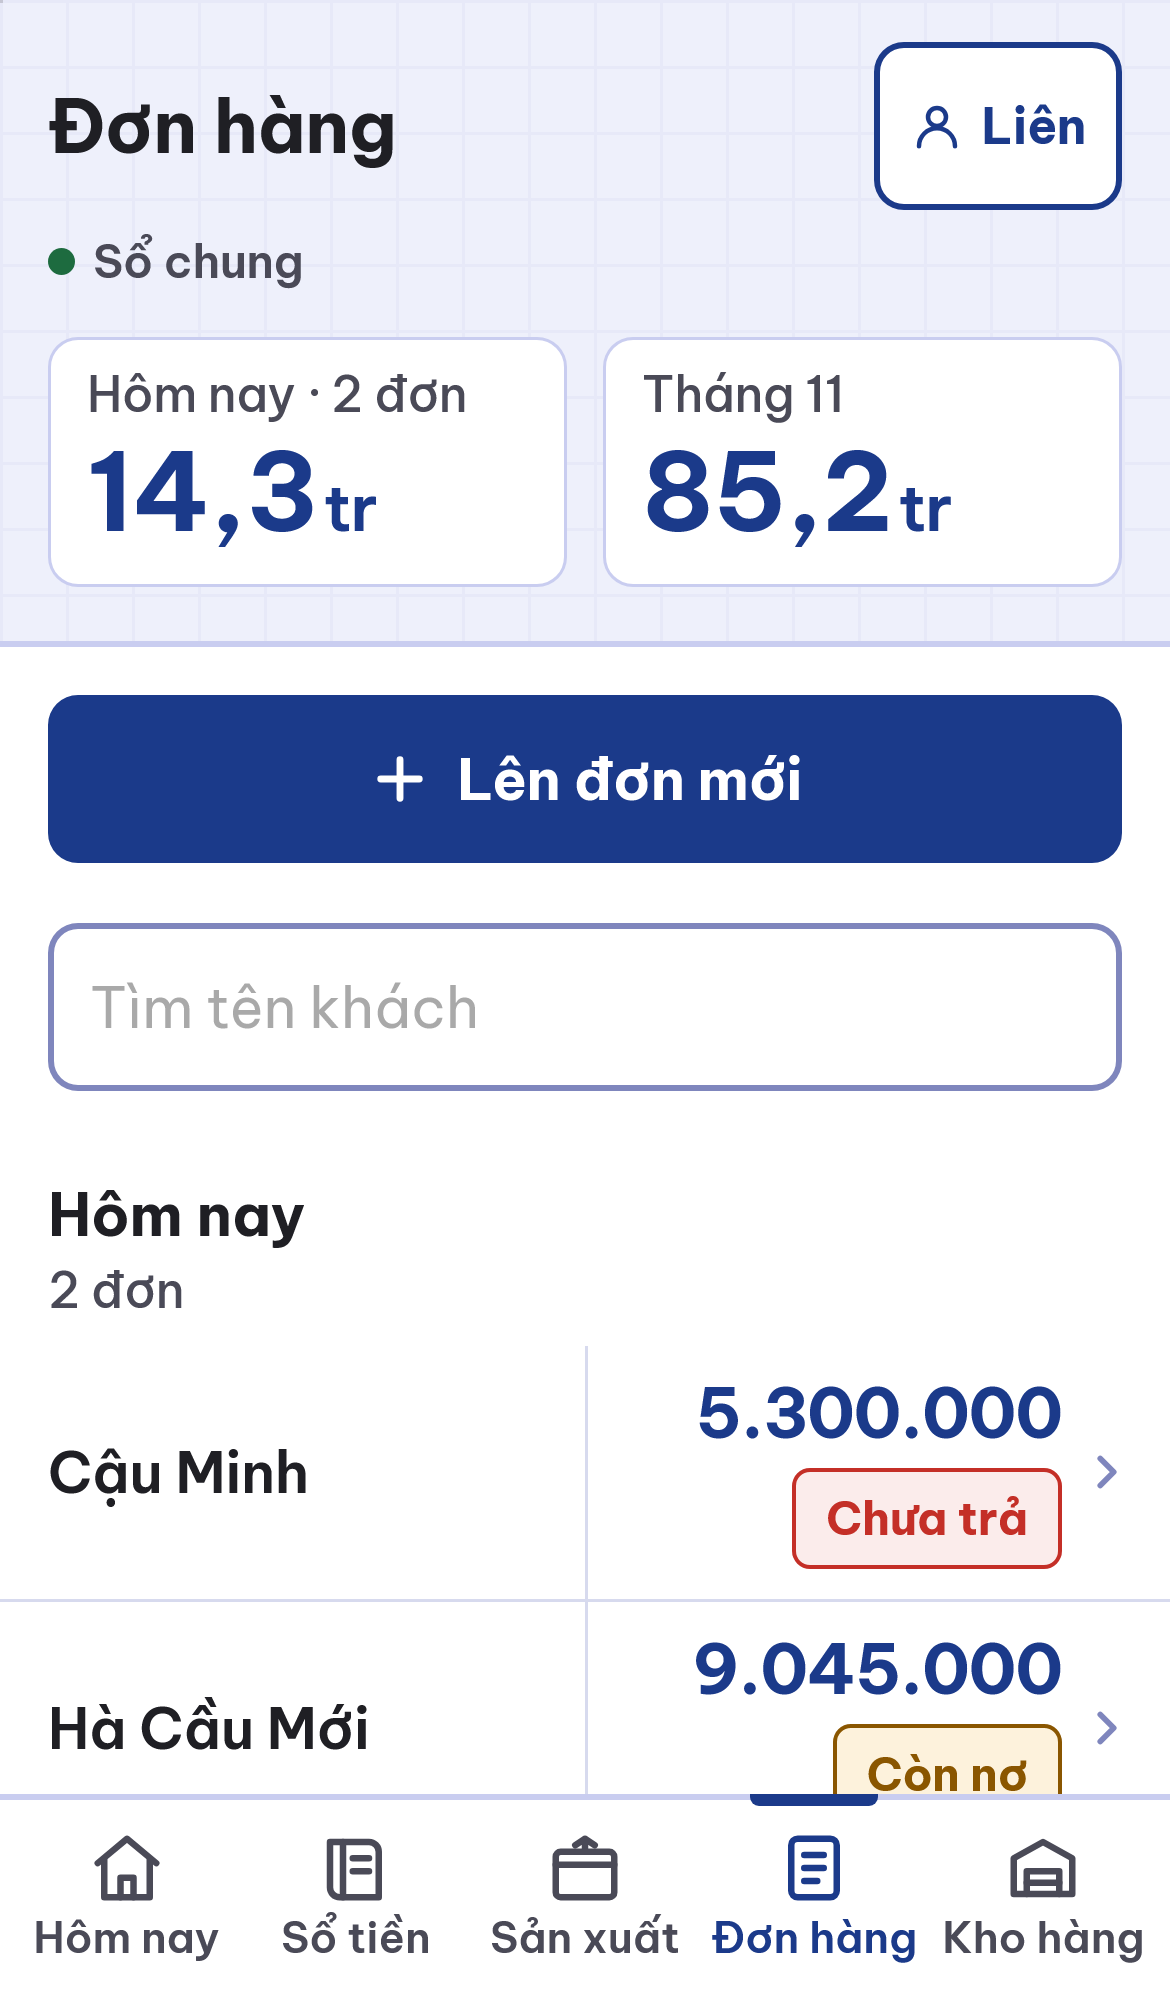 Đơn hàng
Liên
Sổ chung
Hôm nay · 2 đơn
14,3 tr
Tháng 11
85,2 tr
+ Lên đơn mới
Tìm tên khách
Hôm nay
2 đơn
Cậu Minh
5.300.000
Chưa trả
Hà Cầu Mới
9.045.000
Còn nợ
Hôm nay
Sổ tiền
Sản xuất
Đơn hàng
Kho hàng